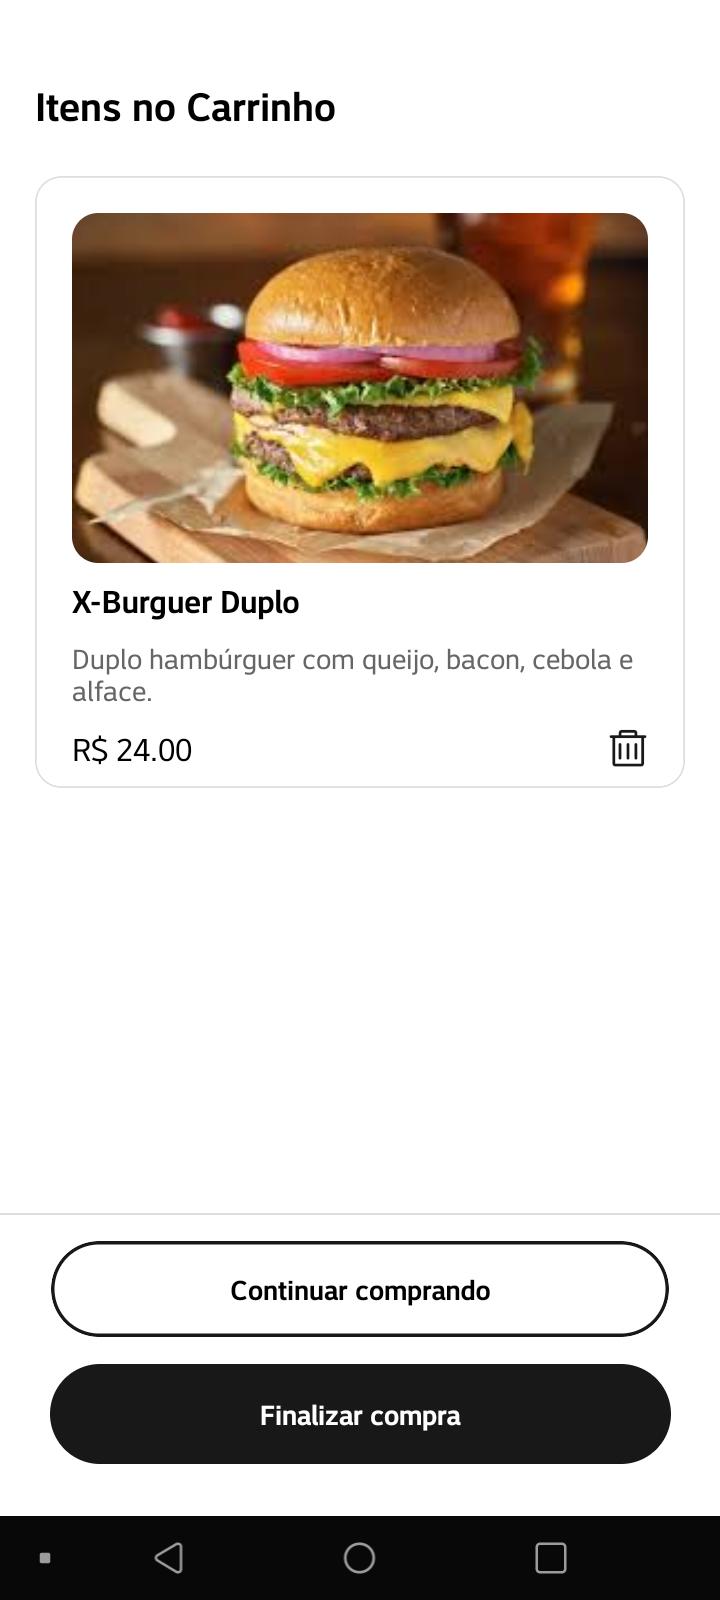 Itens no Carrinho
X-Burguer Duplo
Duplo hambúrguer com queijo, bacon, cebola e
alface.
R$ 24.00
Continuar comprando
Finalizar compra